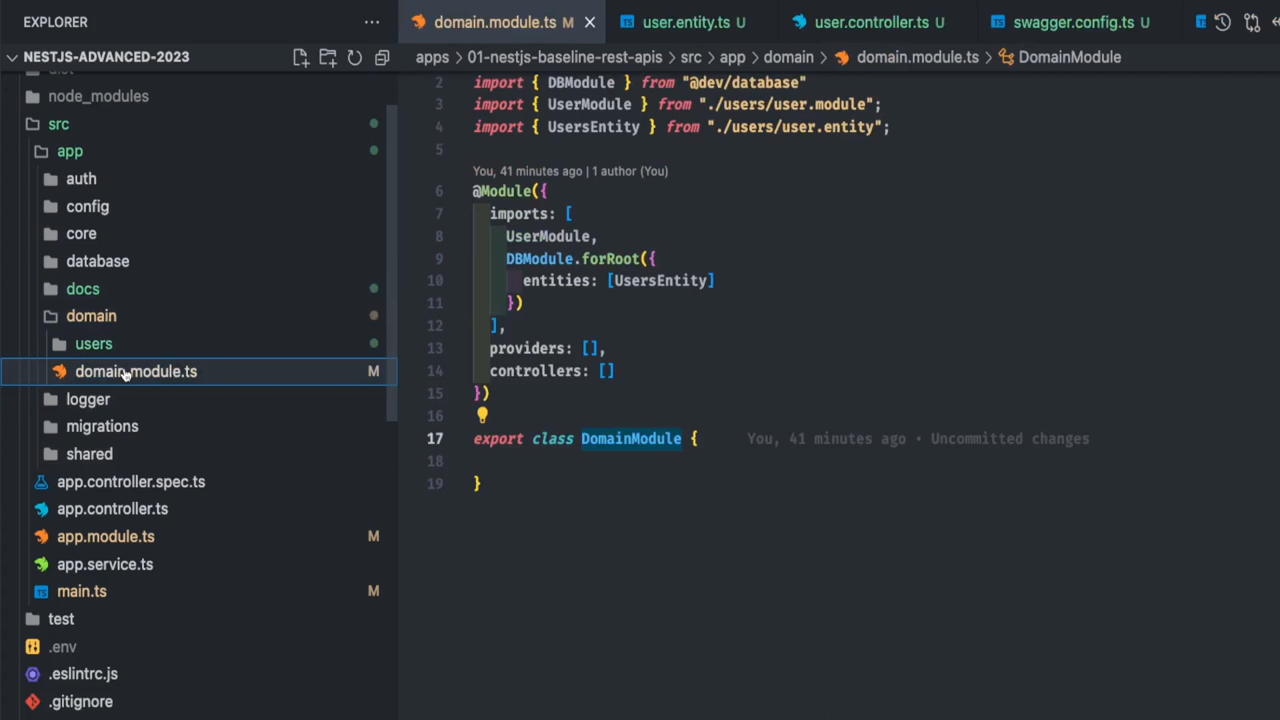 EXPLORER
NESTJS-ADVANCED-2023
node_modules
src
app
auth
config
core
database
docs
domain
users
domain.module.ts M
logger
migrations
shared
app.controller.spec.ts
app.controller.ts
app.module.ts M
app.service.ts
main.ts M
test
.env
.eslintrc.js
.gitignore
domain.module.ts M
TS user.entity.ts U
user.controller.ts U
TS swagger.config.ts U
TS
apps > 01-nestjs-baseline-rest-apis > src > app > domain > domain.module.ts > DomainModule
2 import { DBModule } from "@dev/database"
3 import { UserModule } from "./users/user.module";
4 import { UsersEntity } from "./users/user.entity";
5
You, 41 minutes ago | 1 author (You)
6 @Module({
7 imports: [
8 UserModule,
9 DBModule.forRoot({
10 entities: [UsersEntity]
11 })
12 ],
13 providers: [],
14 controllers: []
15 })
16
17 export class DomainModule { You, 41 minutes ago • Uncommitted changes
18
19 }